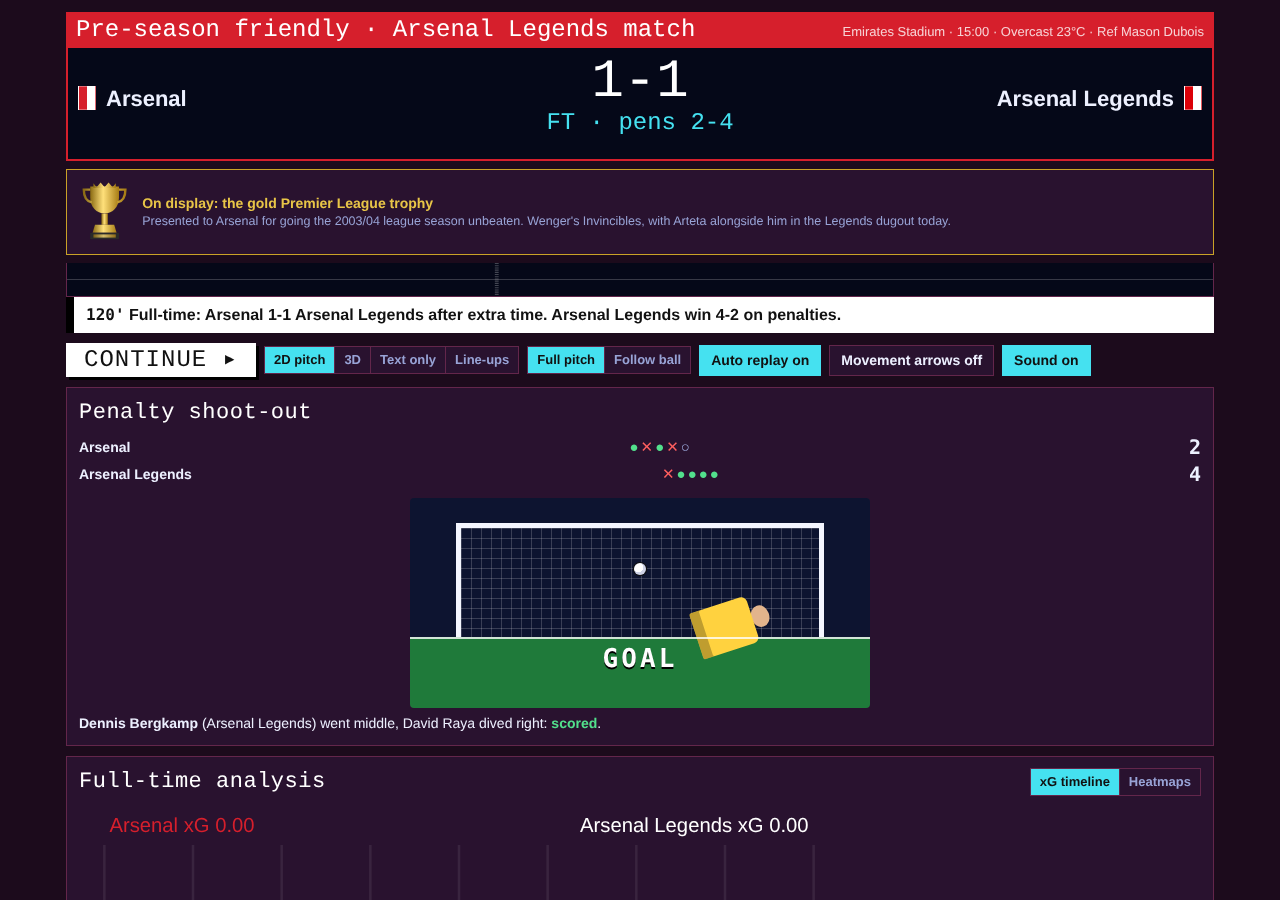 Pre-season friendly · Arsenal Legends match
Emirates Stadium · 15:00 · Overcast 23°C · Ref Mason Dubois
Arsenal
1-1
FT · pens 2-4
Arsenal Legends
On display: the gold Premier League trophy
Presented to Arsenal for going the 2003/04 league season unbeaten. Wenger's Invincibles, with Arteta alongside him in the Legends dugout today.
120' Full-time: Arsenal 1-1 Arsenal Legends after extra time. Arsenal Legends win 4-2 on penalties.
CONTINUE ►
2D pitch
3D
Text only
Line-ups
Full pitch
Follow ball
Auto replay on
Movement arrows off
Sound on
Penalty shoot-out
Arsenal ●✕●✕○ 2
Arsenal Legends ✕●●●● 4
GOAL
Dennis Bergkamp (Arsenal Legends) went middle, David Raya dived right: scored.
Full-time analysis
xG timeline
Heatmaps
Arsenal xG 0.00
Arsenal Legends xG 0.00